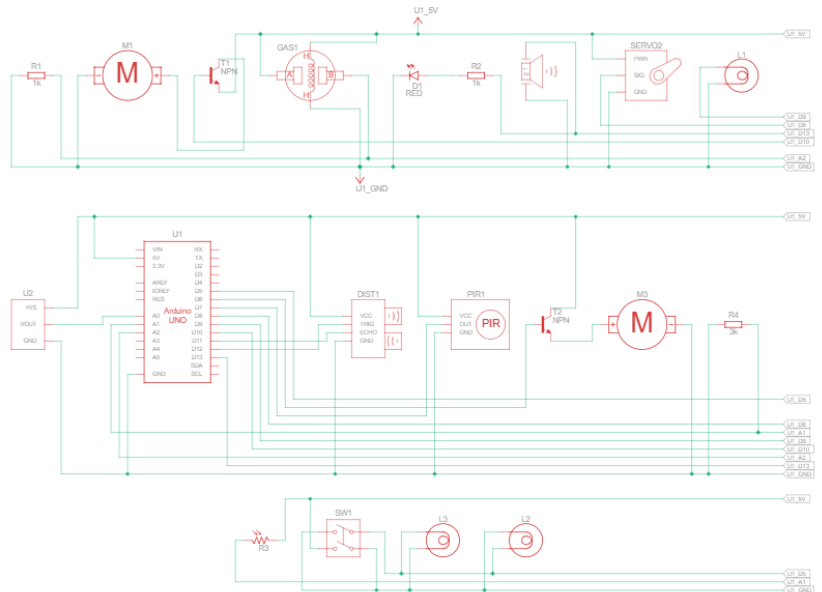 U1_5V
M1
R1
1k
T1
NPN
GAS1
H
A
B
H
D1
RED
R2
1k
SERVO2
PWR
SIG
GND
L1
M
U1_5V
U1_D9
U1_D8
U1_D13
U1_D10
U1_A2
U1_GND
U1_GND
U1_5V
U1
VIN
5V
3.3V
AREF
IOREF
RES
A0
A1
A2
A3
A4
A5
GND
RX
TX
D2
D3
D4
D5
D6
D7
D8
D9
D10
D11
D12
D13
SDA
SCL
Arduino
UNO
U2
+VS
VOUT
GND
DIST1
VCC
TRIG
ECHO
GND
PIR1
VCC
OUT
GND
PIR
T2
NPN
M3
M
R4
3k
U1_D5
U1_D8
U1_A1
U1_D9
U1_D10
U1_A2
U1_D13
U1_GND
U1_5V
R3
SW1
L3
L2
U1_D5
U1_A1
U1_GND